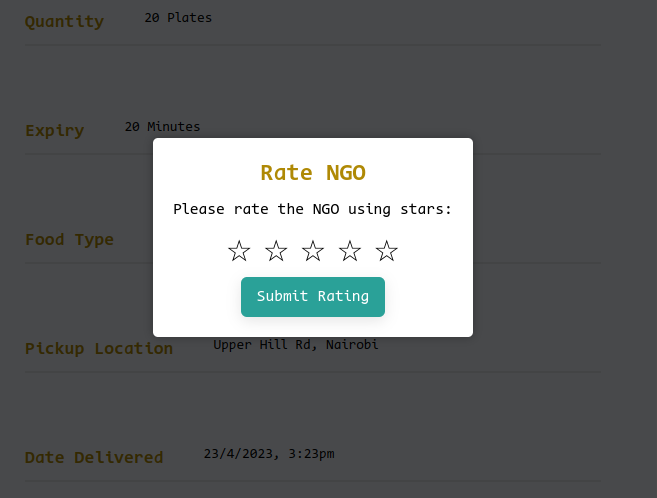 Quantity 20 Plates
Expiry 20 Minutes
Rate NGO
Please rate the NGO using stars:
Food Type
☆ ☆ ☆ ☆ ☆
Submit Rating
Pickup Location Upper Hill Rd, Nairobi
Date Delivered 23/4/2023, 3:23pm